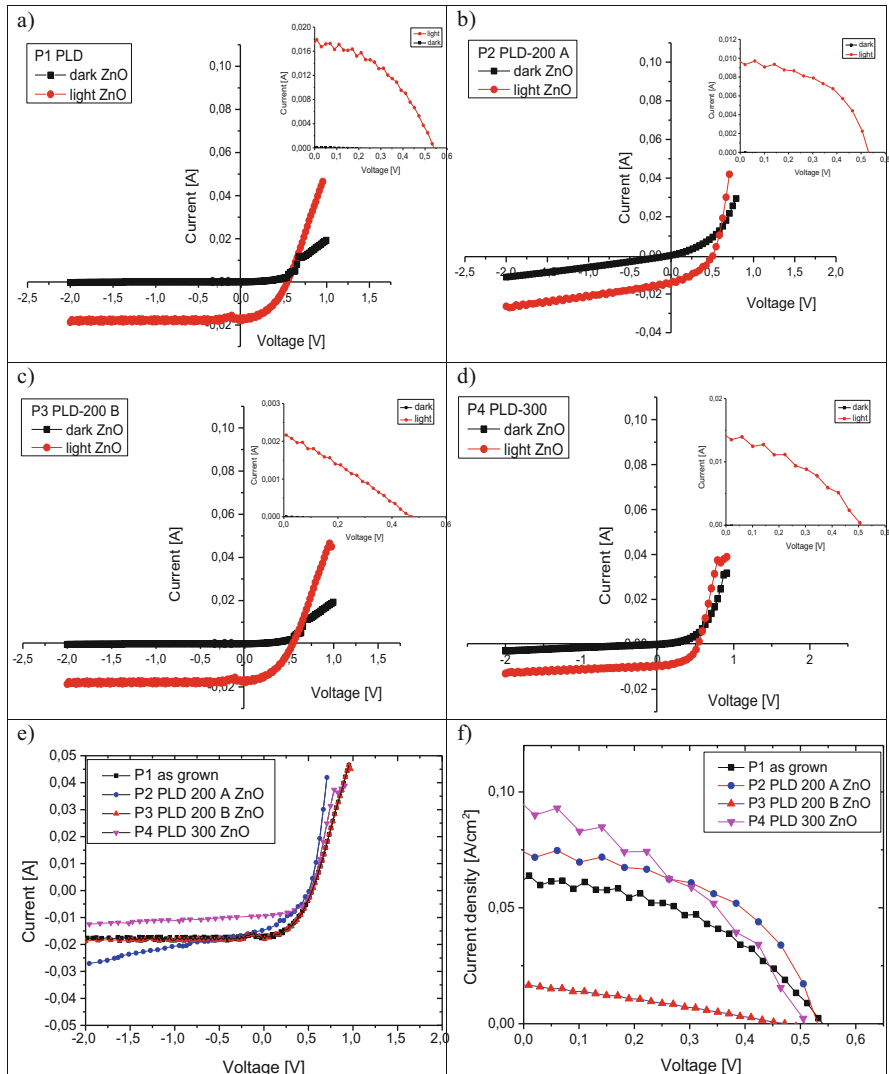 a)
P1 PLD
dark ZnO
light ZnO
Current [A]
0,10
0,08
0,06
0,04
0,02
0
-0,02
-2,5 -2,0 -1,5 -1,0 -0,5 0,0 0,5 1,0 1,5
Voltage [V]
light
dark
Current [A]
0,020
0,016
0,012
0,008
0,004
0,000
0,0 0,1 0,2 0,3 0,4 0,5 0,6
Voltage [V]
b)
P2 PLD-200 A
dark ZnO
light ZnO
Current [A]
0,10
0,08
0,06
0,04
0,02
0,00
-0,02
-0,04
-2,0 -1,5 -1,0 -0,5 0,0 0,5 1,0 1,5 2,0
Voltage [V]
dark
light
Current [A]
0,010
0,008
0,006
0,004
0,002
0,000
0,0 0,1 0,2 0,3 0,4 0,5 0,6
Voltage [V]
c)
P3 PLD-200 B
dark ZnO
light ZnO
Current [A]
0,10
0,08
0,06
0,04
0,02
-0,02
-2,5 -2,0 -1,5 -1,0 -0,5 0,0 0,5 1,0 1,5
Voltage [V]
dark
light
Current [A]
0,003
0,002
0,001
0,000
0,0 0,2 0,4 0,6
Voltage [V]
d)
P4 PLD-300
dark ZnO
light ZnO
Current [A]
0,10
0,08
0,06
0,04
0,02
0,00
-0,02
-2 -1 0 1 2
Voltage [V]
dark
light
Current [A]
0,02
0,01
0,00
0,0 0,1 0,2 0,3 0,4 0,5 0,6
Voltage [V]
e)
P1 as grown
P2 PLD 200 A ZnO
P3 PLD 200 B ZnO
P4 PLD 300 ZnO
Current [A]
0,05
0,04
0,03
0,02
0,01
0,00
-0,01
-0,02
-0,03
-0,04
-0,05
-2,0 -1,5 -1,0 -0,5 0,0 0,5 1,0 1,5 2,0
Voltage [V]
f)
P1 as grown
P2 PLD 200 A ZnO
P3 PLD 200 B ZnO
P4 PLD 300 ZnO
Current density [A/cm²]
0,10
0,05
0,00
0,0 0,1 0,2 0,3 0,4 0,5 0,6
Voltage [V]